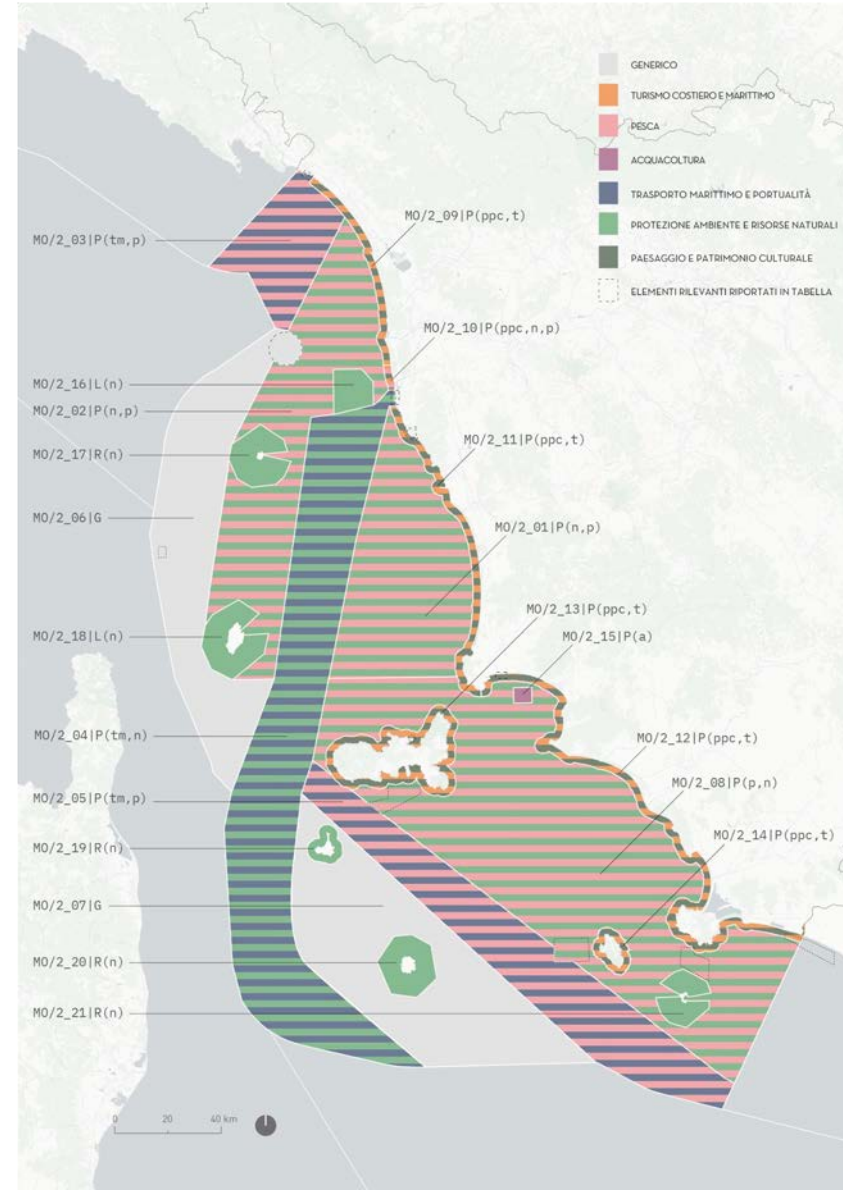 GENERICO
TURISMO COSTIERO E MARITTIMO
PESCA
ACQUACOLTURA
TRASPORTO MARITTIMO E PORTUALITÀ
PROTEZIONE AMBIENTE E RISORSE NATURALI
PAESAGGIO E PATRIMONIO CULTURALE
ELEMENTI RILEVANTI RIPORTATI IN TABELLA
MO/2_03|P(tm,p)
MO/2_09|P(ppc,t)
MO/2_10|P(ppc,n,p)
MO/2_16|L(n)
MO/2_02|P(n,p)
MO/2_17|R(n)
MO/2_11|P(ppc,t)
MO/2_06|G
MO/2_01|P(n,p)
MO/2_13|P(ppc,t)
MO/2_18|L(n)
MO/2_15|P(a)
MO/2_04|P(tm,n)
MO/2_12|P(ppc,t)
MO/2_08|P(p,n)
MO/2_05|P(tm,p)
MO/2_14|P(ppc,t)
MO/2_19|R(n)
MO/2_07|G
MO/2_20|R(n)
MO/2_21|R(n)
0 20 40 km